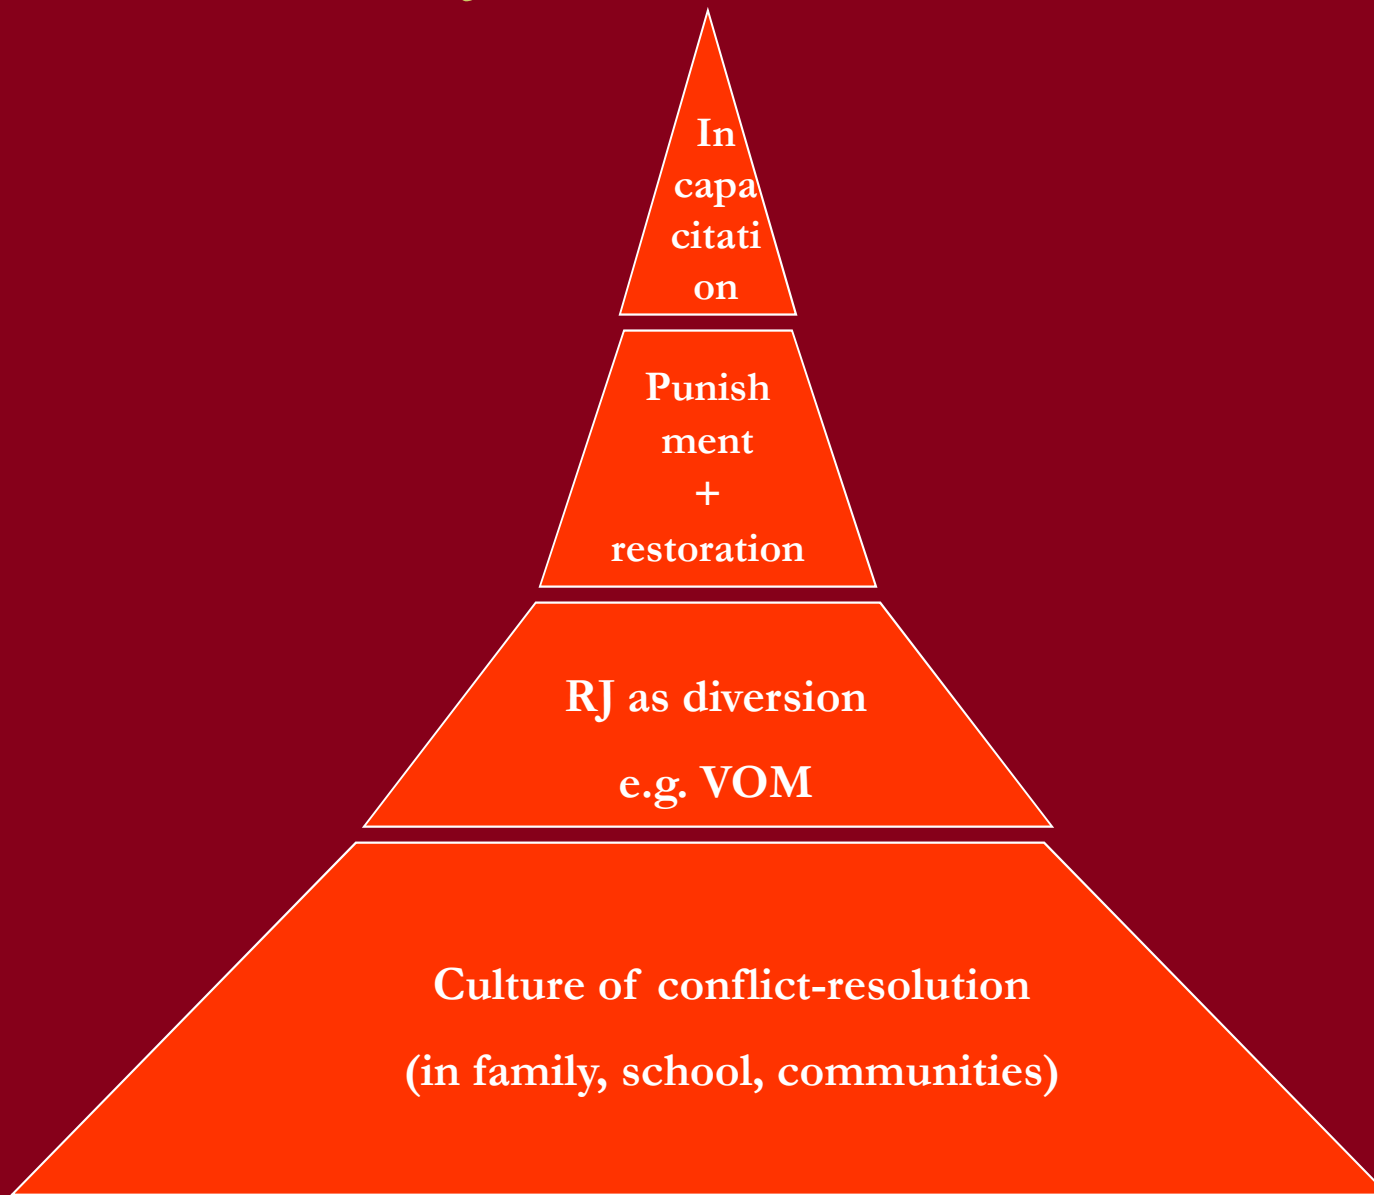 In
capa
citati
on
Punish
ment
+
restoration
RJ as diversion
e.g. VOM
Culture of conflict-resolution
(in family, school, communities)